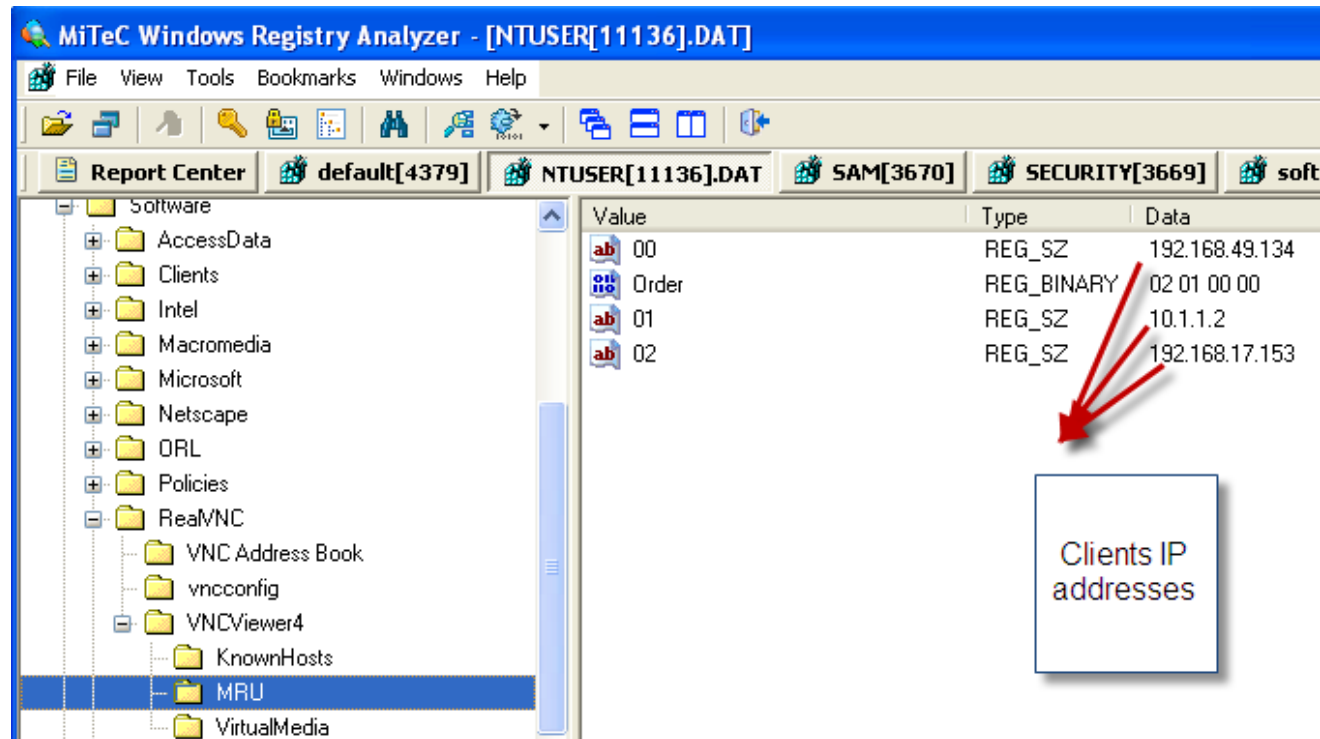 MiTeC Windows Registry Analyzer - [NTUSER[11136].DAT]
File View Tools Bookmarks Windows Help
Report Center default[4379] NTUSER[11136].DAT SAM[3670] SECURITY[3669] soft
Software
AccessData
Clients
Intel
Macromedia
Microsoft
Netscape
ORL
Policies
RealVNC
VNC Address Book
vncconfig
VNCViewer4
KnownHosts
MRU
VirtualMedia
Value Type Data
00 REG_SZ 192.168.49.134
Order REG_BINARY 02 01 00 00
01 REG_SZ 10.1.1.2
02 REG_SZ 192.168.17.153
Clients IP
addresses